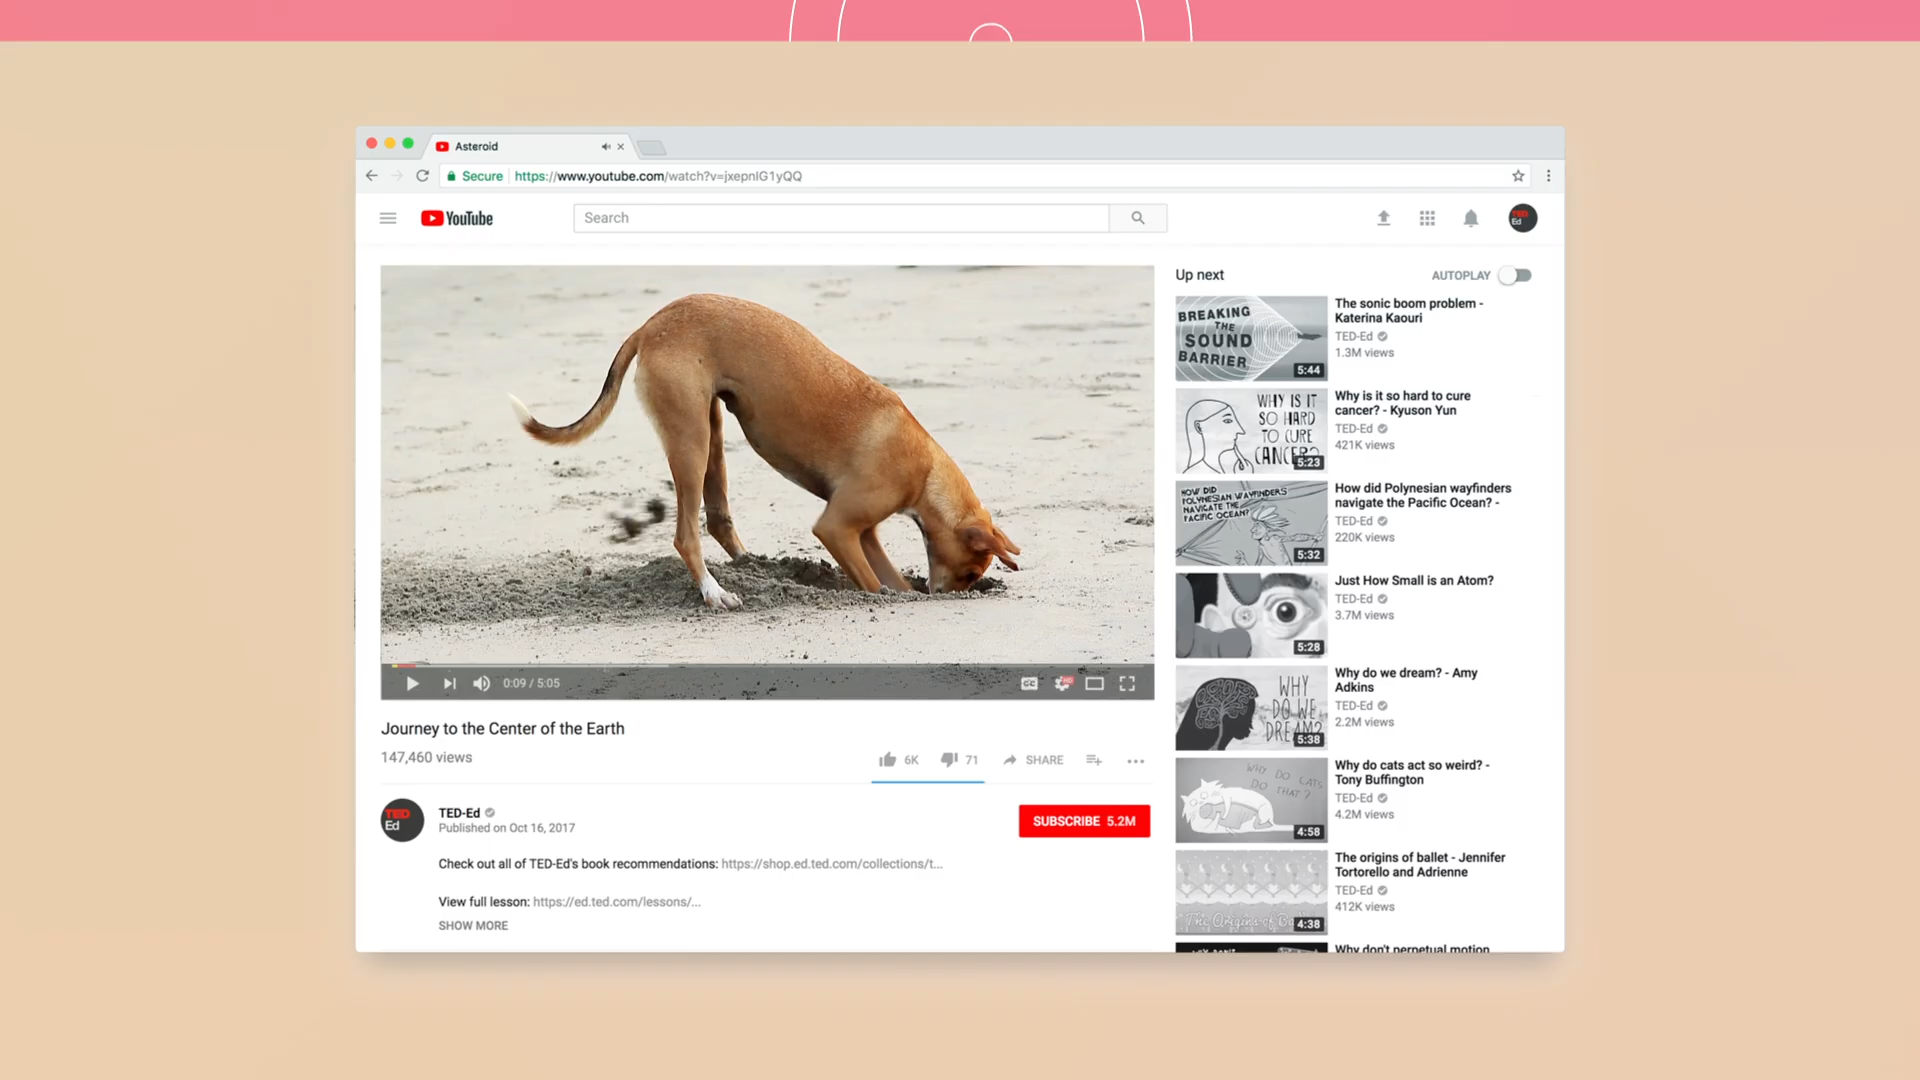 Asteroid
Secure https://www.youtube.com/watch?v=jxepnIG1yQQ
YouTube
Search
TED
Ed
0:09 / 5:05
CC
HD
Journey to the Center of the Earth
147,460 views
6K
71
SHARE
TED
Ed
TED-Ed
Published on Oct 16, 2017
SUBSCRIBE 5.2M
Check out all of TED-Ed's book recommendations: https://shop.ed.ted.com/collections/t...
View full lesson: https://ed.ted.com/lessons/...
SHOW MORE
Up next
AUTOPLAY
BREAKING
THE
SOUND
BARRIER
5:44
The sonic boom problem -
Katerina Kaouri
TED-Ed
1.3M views
WHY IS IT
SO HARD
TO CURE
CANCER?
5:23
Why is it so hard to cure
cancer? - Kyuson Yun
TED-Ed
421K views
HOW DID
POLYNESIAN WAYFINDERS
NAVIGATE THE
PACIFIC OCEAN?
5:32
How did Polynesian wayfinders
navigate the Pacific Ocean? -
TED-Ed
220K views
5:28
Just How Small is an Atom?
TED-Ed
3.7M views
WHY
DO WE
DREAM?
5:38
Why do we dream? - Amy
Adkins
TED-Ed
2.2M views
WHY DO CATS
DO THAT?
4:58
Why do cats act so weird? -
Tony Buffington
TED-Ed
4.2M views
The Origins of Ba
4:38
The origins of ballet - Jennifer
Tortorello and Adrienne
TED-Ed
412K views
Why don't perpetual motion